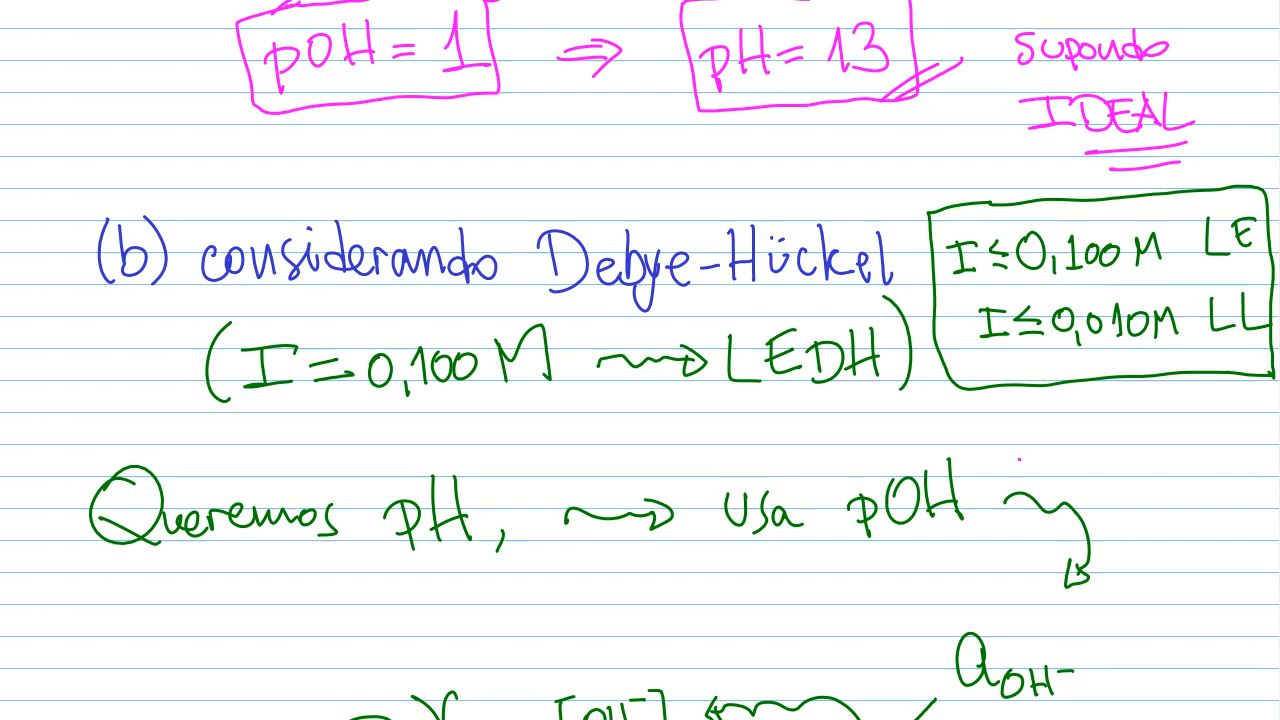 pOH = 1 ⇒ pH = 13 supondo
IDEAL
(b) considerando Debye-Hückel
I ≤ 0,100 M LE
I ≤ 0,010 M LL
(I = 0,100 M ⟿ LEDH)
Queremos pH, ⟿ usa pOH
a_OH⁻
[OH⁻]